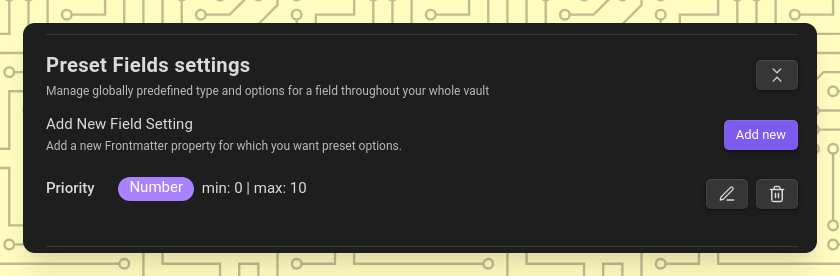 Preset Fields settings
Manage globally predefined type and options for a field throughout your whole vault
Add New Field Setting
Add a new Frontmatter property for which you want preset options.
Add new
Priority Number min: 0 | max: 10